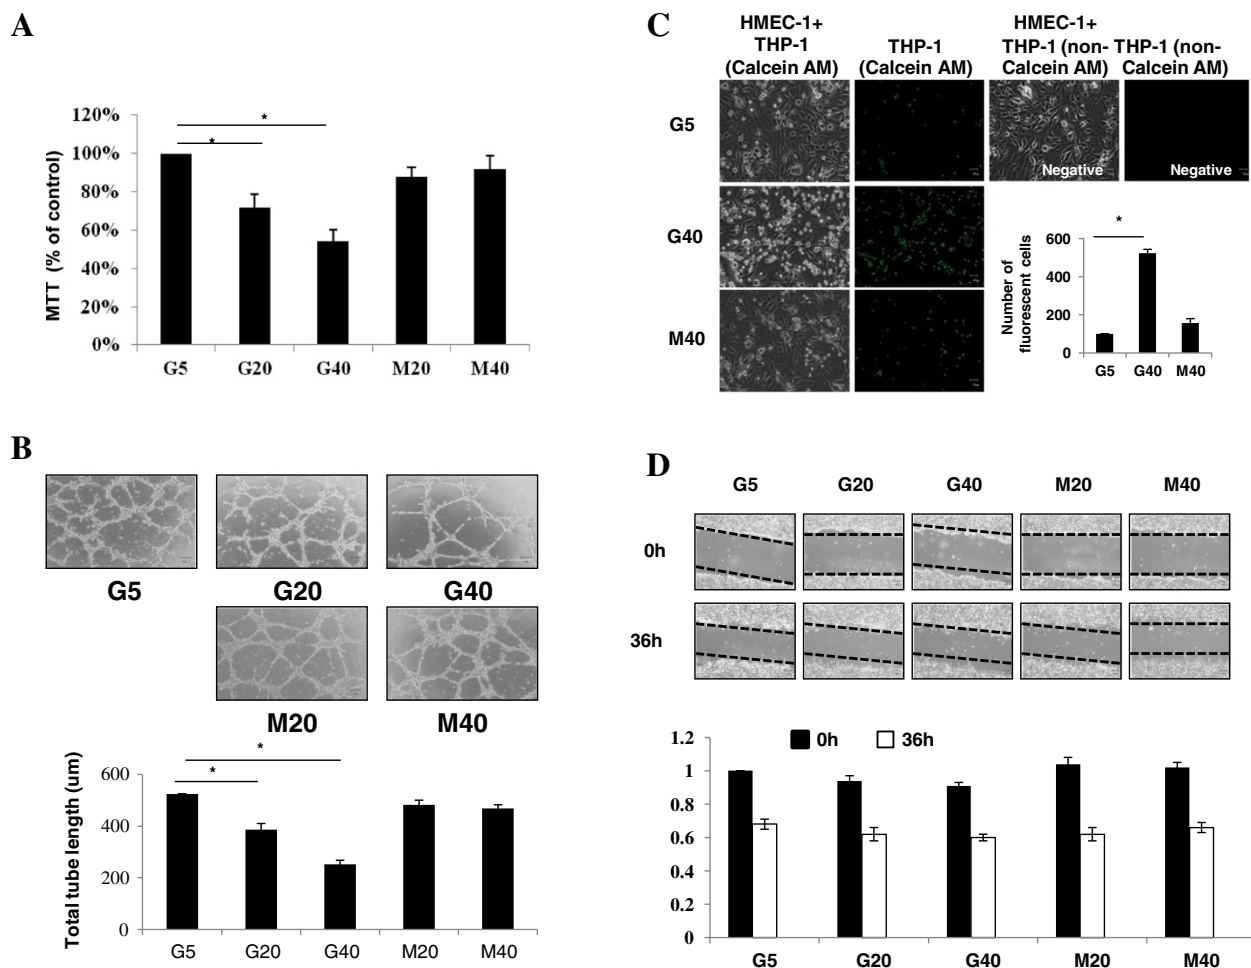 A
120%
100%
80%
60%
40%
20%
0%
MTT (% of control)
*
*
G5 G20 G40 M20 M40
B
G5 G20 G40
M20 M40
Total tube length (um)
600
400
200
0
*
*
G5 G20 G40 M20 M40
C
HMEC-1+
THP-1
(Calcein AM)
THP-1
(Calcein AM)
HMEC-1+
THP-1 (non-
Calcein AM)
THP-1 (non-
Calcein AM)
G5
Negative
Negative
G40
M40
Number of
fluorescent cells
600
400
200
0
*
G5 G40 M40
D
G5 G20 G40 M20 M40
0h
36h
0h 36h
1.2
1
0.8
0.6
0.4
0.2
0
G5 G20 G40 M20 M40